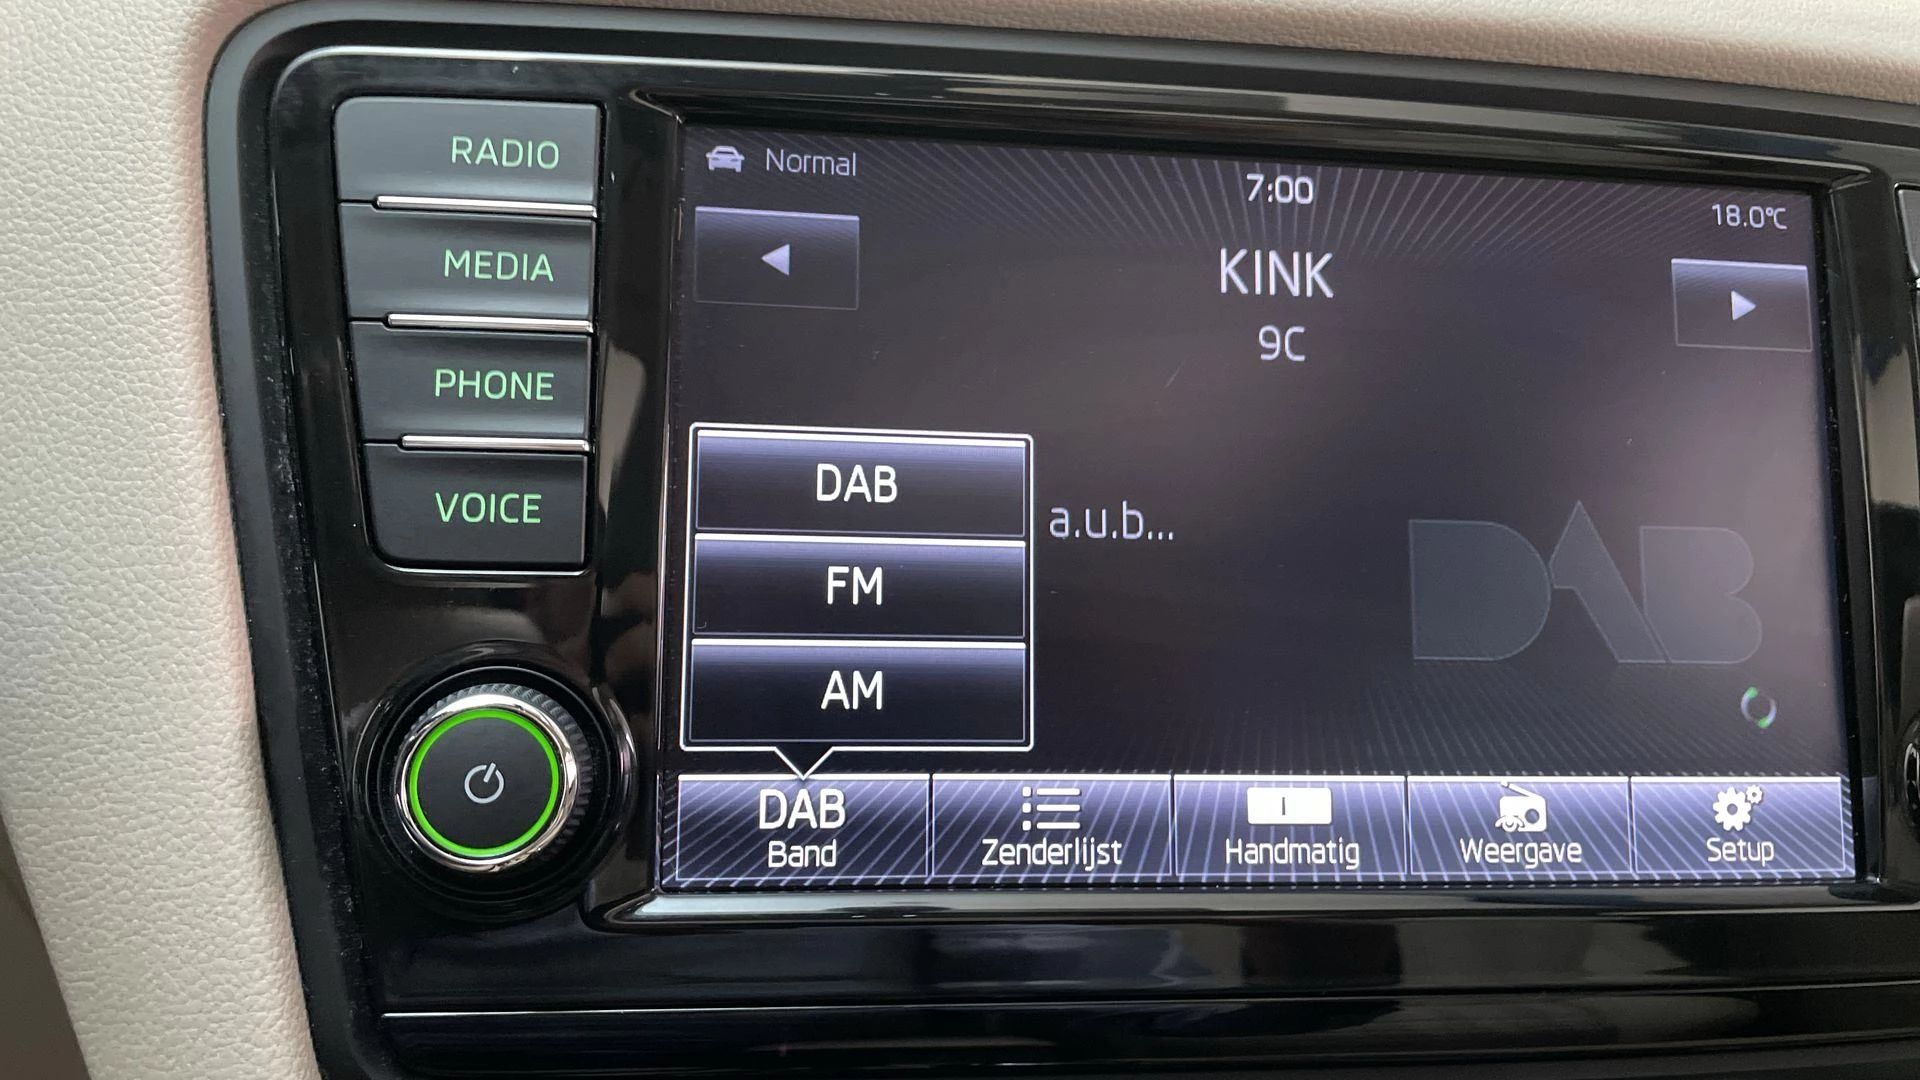 RADIO
MEDIA
PHONE
VOICE
Normal
7:00
18.0°C
KINK
9C
DAB
FM
AM
a.u.b...
DAB
DAB
Band
Zenderlijst
Handmatig
Weergave
Setup